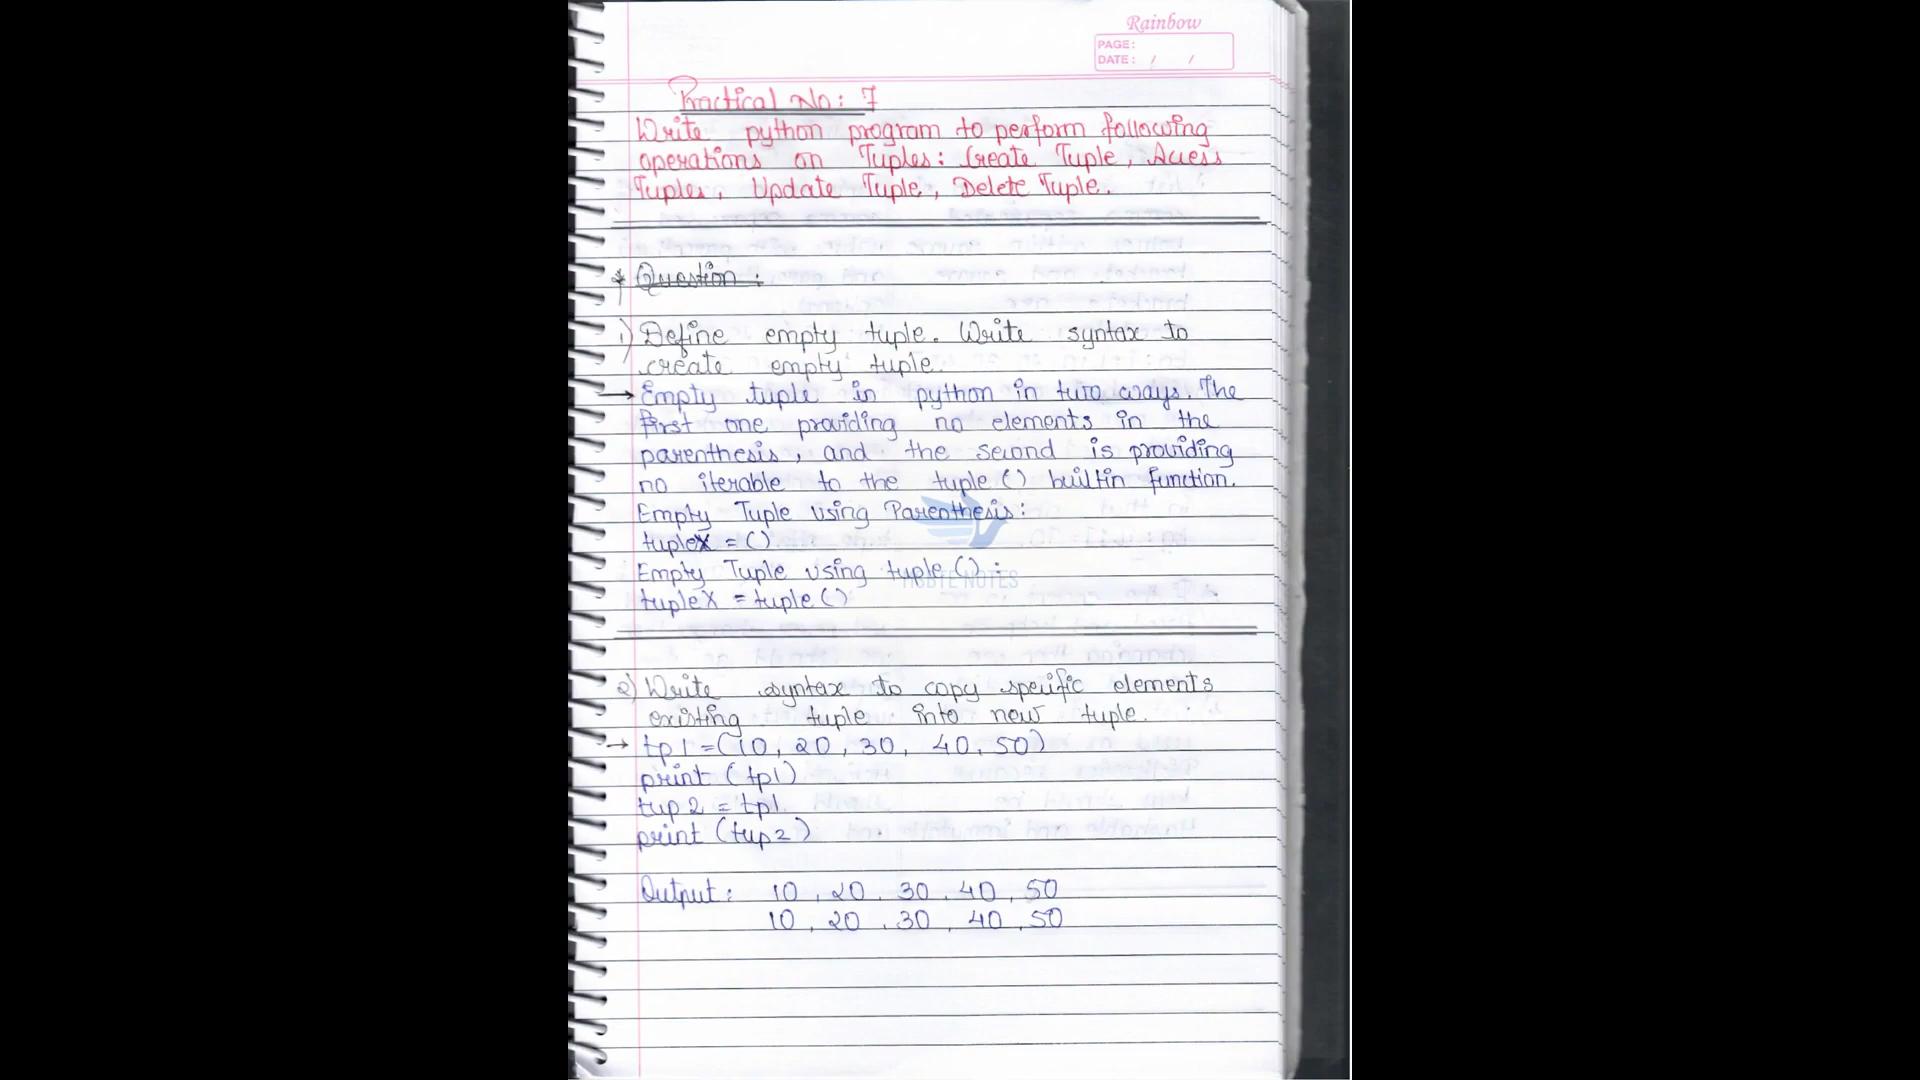 Rainbow
PAGE:
DATE: / /
Practical No: 7
Write python program to perform following
operations on Tuples: Create Tuple, Acess
Tuples, Update Tuple, Delete Tuple.
* Question:
1) Define empty tuple. Write syntax to
create empty tuple.
→ Empty tuple in python in two ways. The
first one providing no elements in the
parenthesis, and the second is providing
no iterable to the tuple () builtin function.
Empty Tuple using Parenthesis:
tuplex = ()
Empty Tuple using tuple ():
tuplex = tuple ()
2) Write syntax to copy specific elements
existing tuple into new tuple.
→ tp1 = (10, 20, 30, 40, 50)
print (tp1)
tup2 = tp1
print (tup2)
Output: 10, 20, 30, 40, 50
10, 20, 30, 40, 50